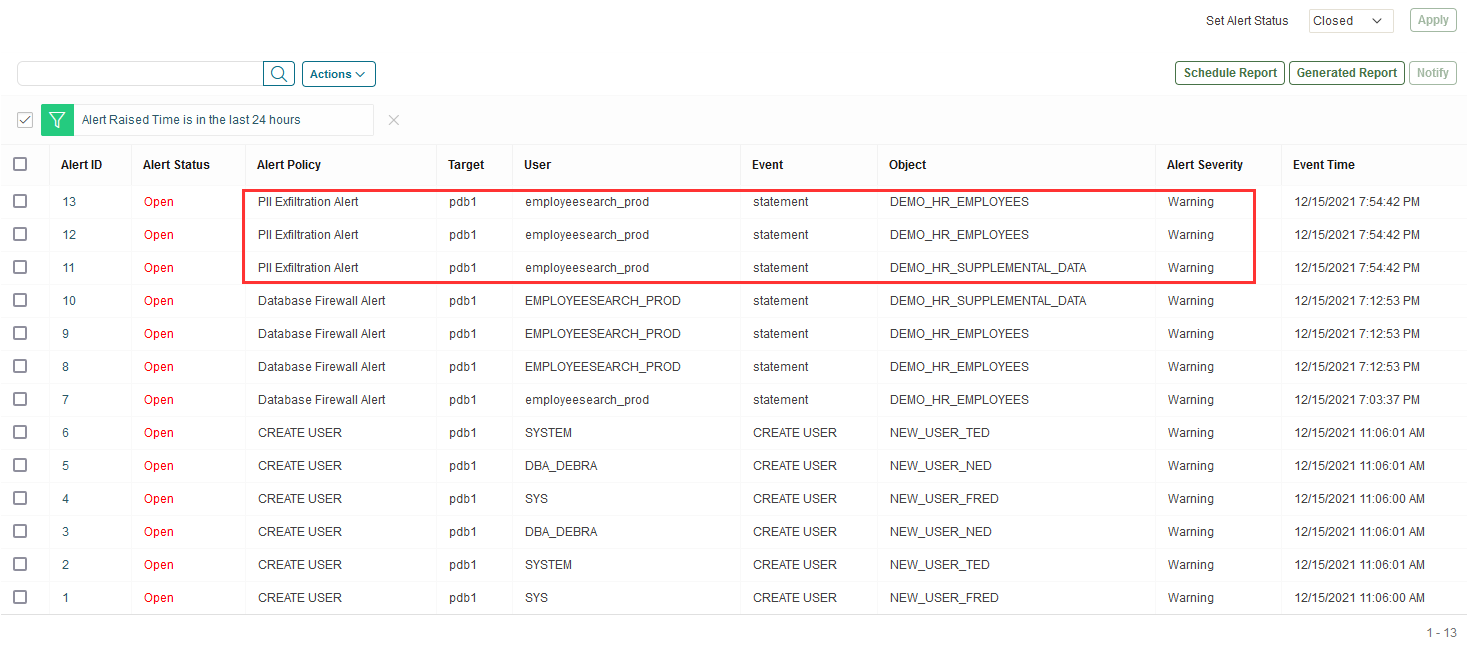 Set Alert Status Closed Apply
Actions Schedule Report Generated Report Notify
Alert Raised Time is in the last 24 hours
Alert ID Alert Status Alert Policy Target User Event Object Alert Severity Event Time
13 Open PII Exfiltration Alert pdb1 employeesearch_prod statement DEMO_HR_EMPLOYEES Warning 12/15/2021 7:54:42 PM
12 Open PII Exfiltration Alert pdb1 employeesearch_prod statement DEMO_HR_EMPLOYEES Warning 12/15/2021 7:54:42 PM
11 Open PII Exfiltration Alert pdb1 employeesearch_prod statement DEMO_HR_SUPPLEMENTAL_DATA Warning 12/15/2021 7:54:42 PM
10 Open Database Firewall Alert pdb1 EMPLOYEESEARCH_PROD statement DEMO_HR_SUPPLEMENTAL_DATA Warning 12/15/2021 7:12:53 PM
9 Open Database Firewall Alert pdb1 EMPLOYEESEARCH_PROD statement DEMO_HR_EMPLOYEES Warning 12/15/2021 7:12:53 PM
8 Open Database Firewall Alert pdb1 EMPLOYEESEARCH_PROD statement DEMO_HR_EMPLOYEES Warning 12/15/2021 7:12:53 PM
7 Open Database Firewall Alert pdb1 employeesearch_prod statement DEMO_HR_EMPLOYEES Warning 12/15/2021 7:03:37 PM
6 Open CREATE USER pdb1 SYSTEM CREATE USER NEW_USER_TED Warning 12/15/2021 11:06:01 AM
5 Open CREATE USER pdb1 DBA_DEBRA CREATE USER NEW_USER_NED Warning 12/15/2021 11:06:01 AM
4 Open CREATE USER pdb1 SYS CREATE USER NEW_USER_FRED Warning 12/15/2021 11:06:00 AM
3 Open CREATE USER pdb1 DBA_DEBRA CREATE USER NEW_USER_NED Warning 12/15/2021 11:06:01 AM
2 Open CREATE USER pdb1 SYSTEM CREATE USER NEW_USER_TED Warning 12/15/2021 11:06:01 AM
1 Open CREATE USER pdb1 SYS CREATE USER NEW_USER_FRED Warning 12/15/2021 11:06:00 AM
1 - 13